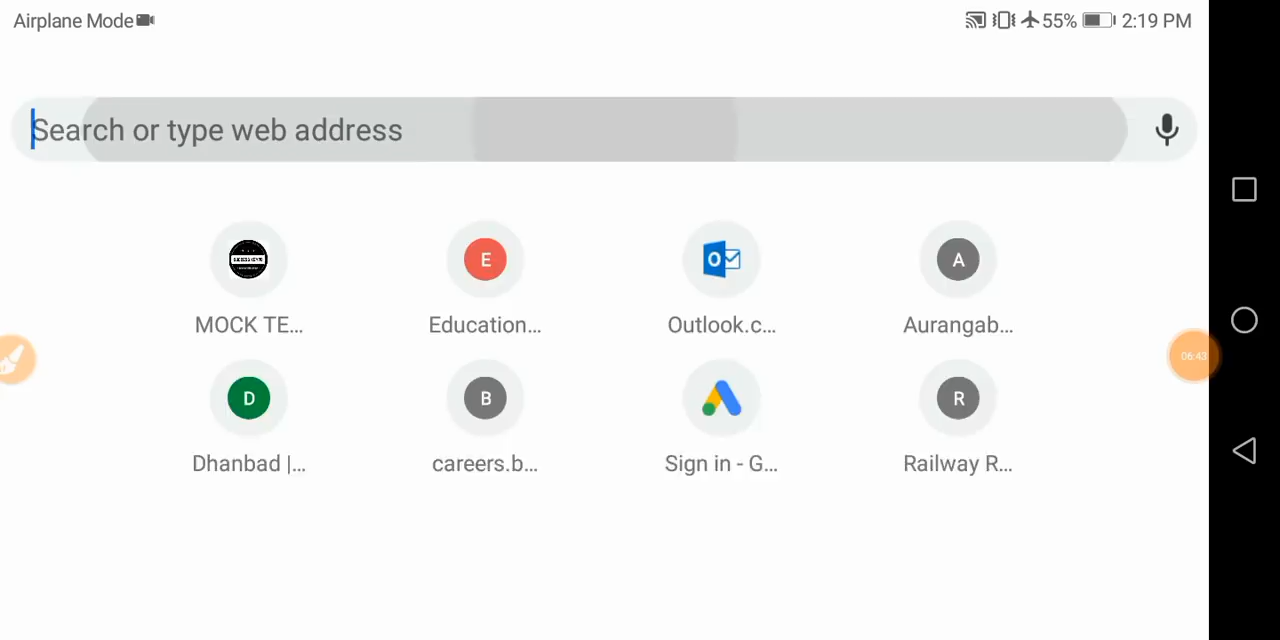 Airplane Mode
55% 2:19 PM
Search or type web address
E
A
MOCK TE...
Education...
Outlook.c...
Aurangab...
06:43
D
B
R
Dhanbad |...
careers.b...
Sign in - G...
Railway R...